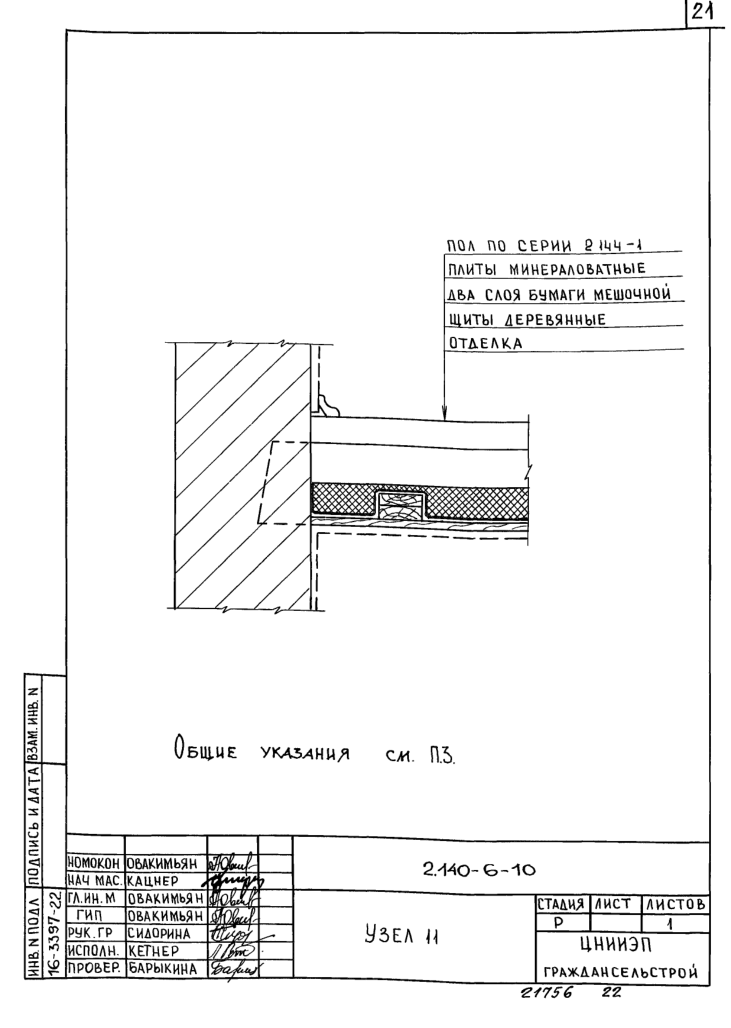 21
ПОЛ ПО СЕРИИ 2 144-1
ПЛИТЫ МИНЕРАЛОВАТНЫЕ
ДВА СЛОЯ БУМАГИ МЕШОЧНОЙ
ЩИТЫ ДЕРЕВЯННЫЕ
ОТДЕЛКА
ОБЩИЕ УКАЗАНИЯ СМ. П.З.
ВЗАМ. ИНВ. N
ПОДПИСЬ И ДАТА
ИНВ. N ПОДЛ
16-3397-22
НОМОКОН ОВАКИМЬЯН
НАЧ МАС. КАЦНЕР
ГЛ.ИН.М ОВАКИМЬЯН
ГИП ОВАКИМЬЯН
РУК.ГР СИДОРИНА
ИСПОЛН. КЕТНЕР
ПРОВЕР. БАРЫКИНА
2.140-6-10
УЗЕЛ 11
СТАДИЯ ЛИСТ ЛИСТОВ
Р 1
ЦНИИЭП
ГРАЖДАНСЕЛЬСТРОЙ
21756 22